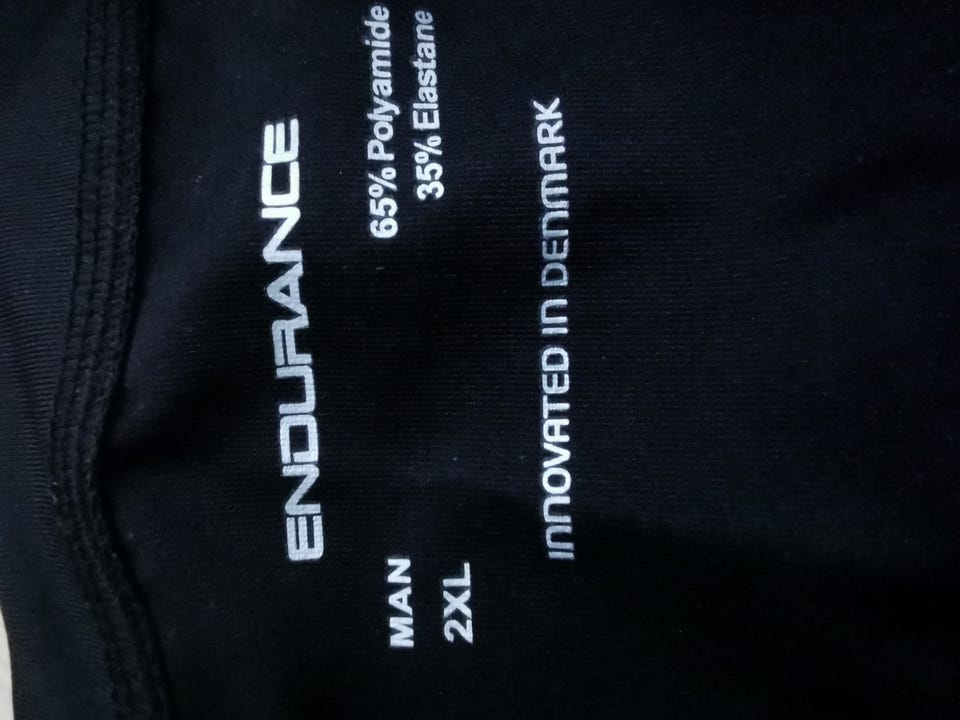 ENDURANCE
MAN
65% Polyamide
2XL
35% Elastane
INNOVATED IN DENMARK